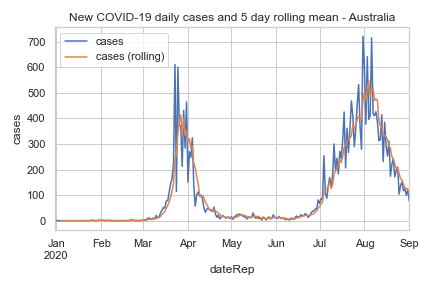 New COVID-19 daily cases and 5 day rolling mean - Australia
cases
cases (rolling)
700
600
500
400
300
200
100
0
cases
Jan Feb Mar Apr May Jun Jul Aug Sep
2020
dateRep